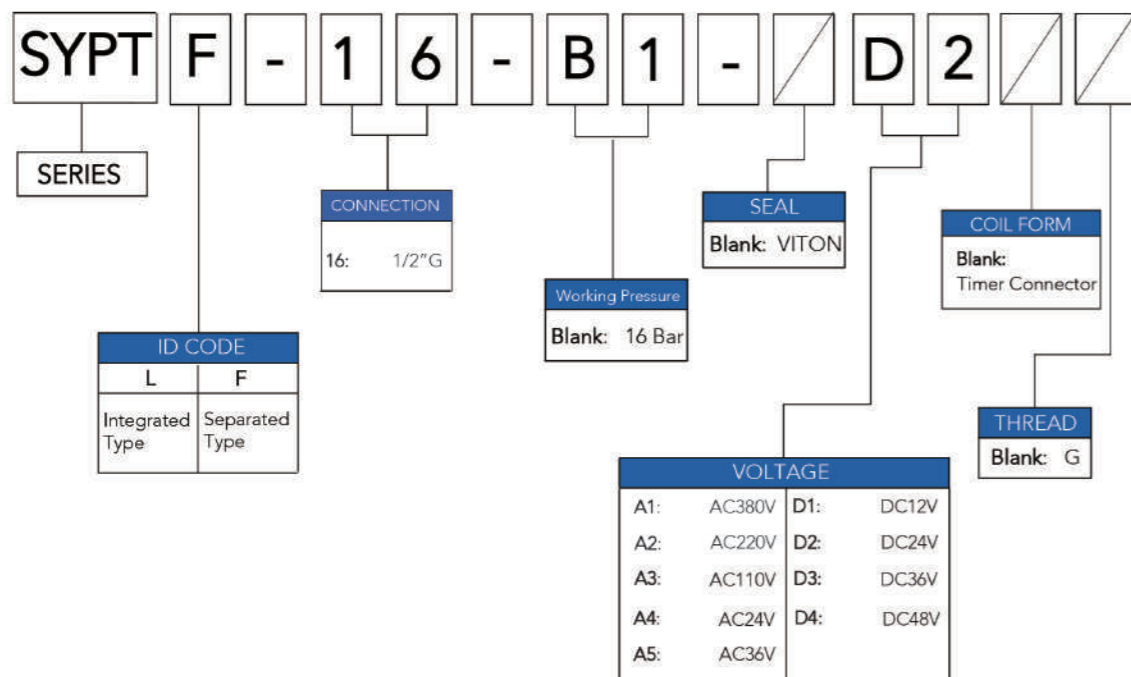 SYPT F - 1 6 - B 1 - D 2
SERIES
CONNECTION
16: 1/2"G
SEAL
Blank: VITON
COIL FORM
Blank:
Timer Connector
Working Pressure
Blank: 16 Bar
ID CODE
L F
Integrated Type
Separated Type
THREAD
Blank: G
VOLTAGE
A1: AC380V D1: DC12V
A2: AC220V D2: DC24V
A3: AC110V D3: DC36V
A4: AC24V D4: DC48V
A5: AC36V